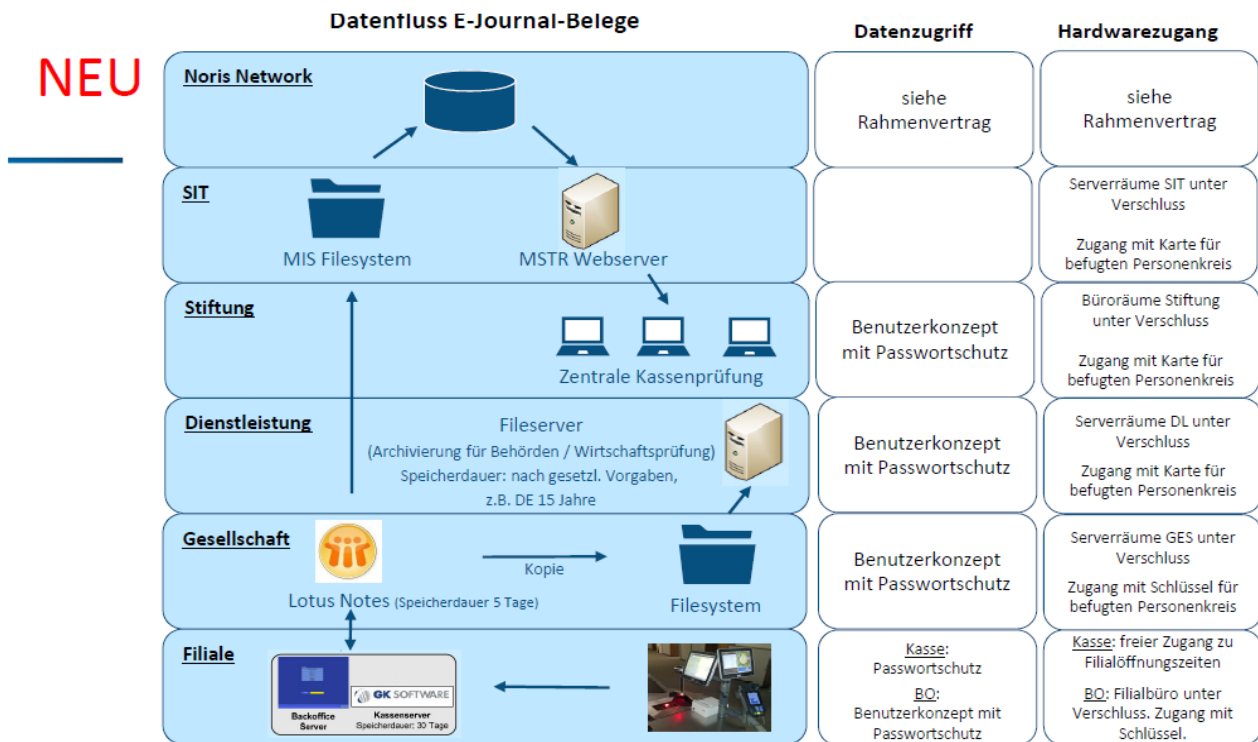 Datenfluss E-Journal-Belege
Datenzugriff
Hardwarezugang
NEU
Noris Network
siehe
Rahmenvertrag
siehe
Rahmenvertrag
SIT
MIS Filesystem
MSTR Webserver
Serverräume SIT unter
Verschluss
Zugang mit Karte für
befugten Personenkreis
Stiftung
Zentrale Kassenprüfung
Benutzerkonzept
mit Passwortschutz
Büroräume Stiftung
unter Verschluss
Zugang mit Karte für
befugten Personenkreis
Dienstleistung
Fileserver
(Archivierung für Behörden / Wirtschaftsprüfung)
Speicherdauer: nach gesetzl. Vorgaben,
z.B. DE 15 Jahre
Benutzerkonzept
mit Passwortschutz
Serverräume DL unter
Verschluss
Zugang mit Karte für
befugten Personenkreis
Gesellschaft
Kopie
Lotus Notes (Speicherdauer 5 Tage)
Filesystem
Benutzerkonzept
mit Passwortschutz
Serverräume GES unter
Verschluss
Zugang mit Schlüssel für
befugten Personenkreis
Filiale
GK SOFTWARE
Backoffice
Server
Kassenserver
Speicherdauer: 30 Tage
Kasse:
Passwortschutz
BO:
Benutzerkonzept mit
Passwortschutz
Kasse: freier Zugang zu
Filialöffnungszeiten
BO: Filialbüro unter
Verschluss. Zugang mit
Schlüssel.